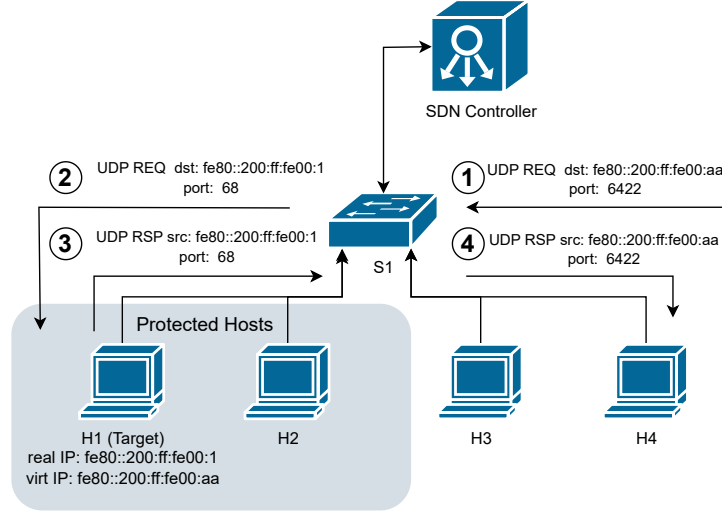 SDN Controller
2
UDP REQ dst: fe80::200:ff:fe00:1
port: 68
1
UDP REQ dst: fe80::200:ff:fe00:aa
port: 6422
3
UDP RSP src: fe80::200:ff:fe00:1
port: 68
4
UDP RSP src: fe80::200:ff:fe00:aa
port: 6422
S1
Protected Hosts
H1 (Target)
real IP: fe80::200:ff:fe00:1
virt IP: fe80::200:ff:fe00:aa
H2
H3
H4